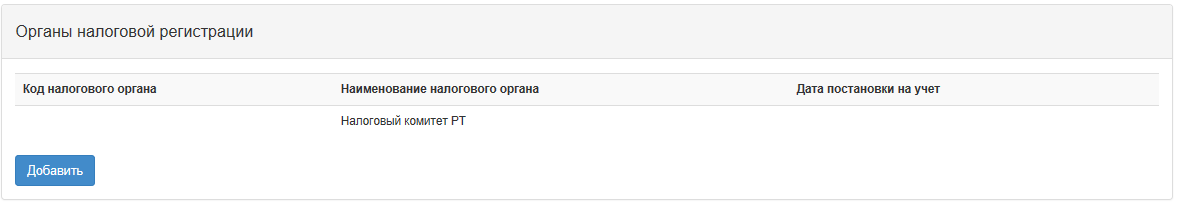 Органы налоговой регистрации
Код налогового органа Наименование налогового органа Дата постановки на учет
Налоговый комитет РТ
Добавить